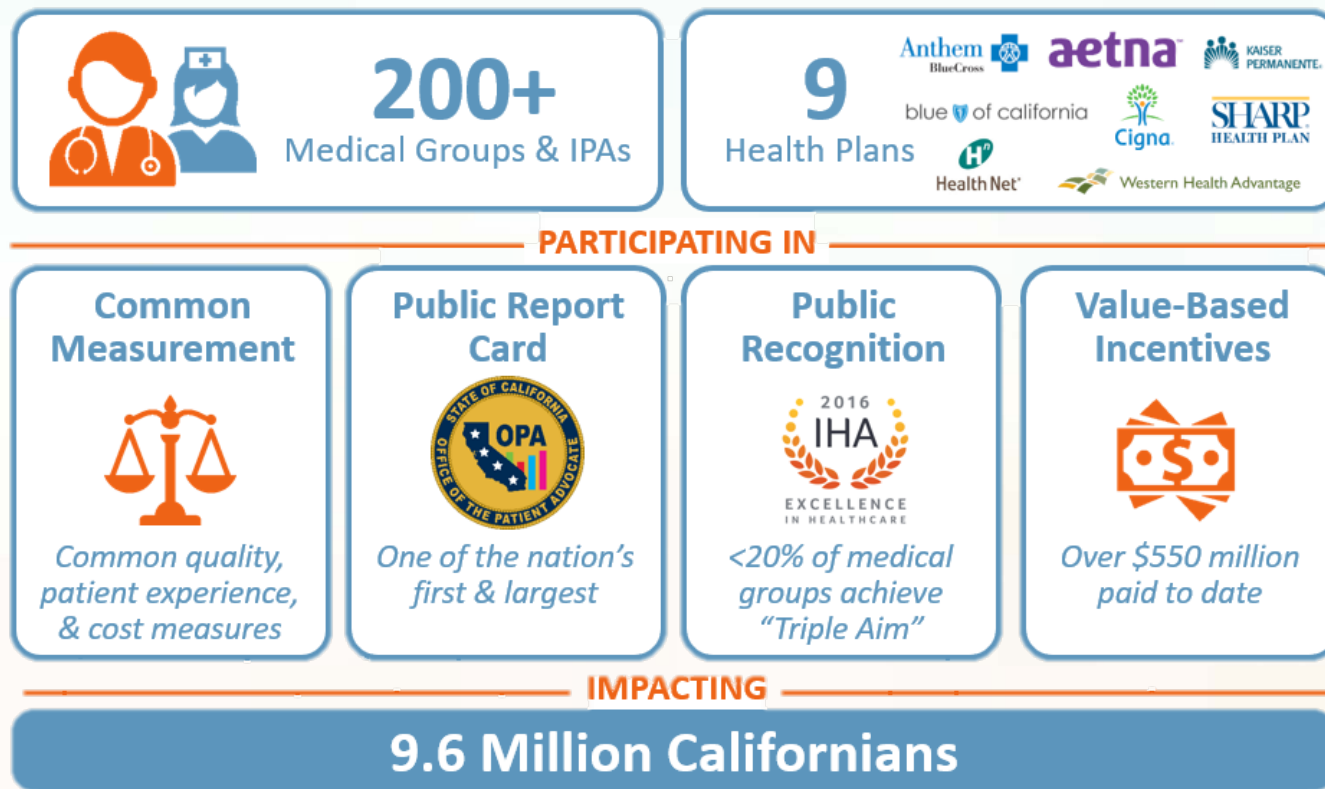 200+
Medical Groups & IPAs
9
Health Plans
Anthem
BlueCross
aetna™
KAISER
PERMANENTE®
blue of california
Cigna.
SHARP®
HEALTH PLAN
Hn
Health Net®
Western Health Advantage
PARTICIPATING IN
Common
Measurement
Common quality,
patient experience,
& cost measures
Public Report
Card
STATE OF CALIFORNIA
OPA
OFFICE OF THE PATIENT ADVOCATE
One of the nation's
first & largest
Public
Recognition
2016
IHA
EXCELLENCE
IN HEALTHCARE
<20% of medical
groups achieve
“Triple Aim”
Value-Based
Incentives
$
Over $550 million
paid to date
IMPACTING
9.6 Million Californians